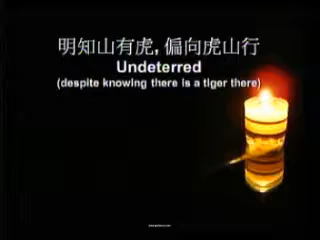 明知山有虎, 偏向虎山行
Undeterred
(despite knowing there is a tiger there)